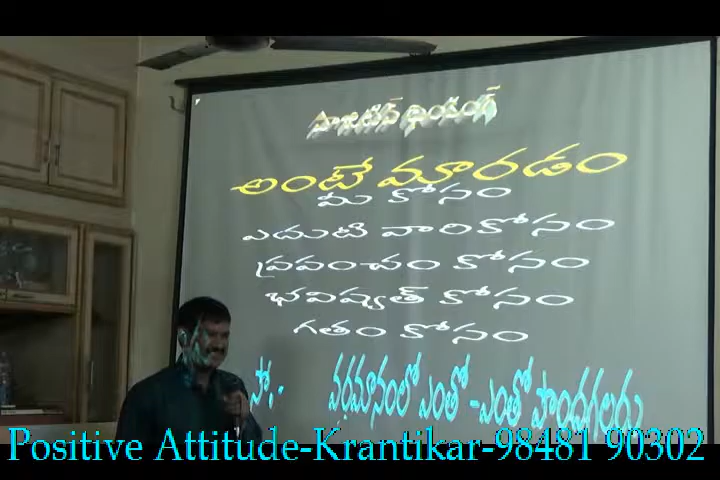 పాజిటివ్ థింకింగ్
అంటే మారడం
మీ కోసం
ఎదుటి వారికోసం
ప్రపంచం కోసం
భవిష్యత్ కోసం
గతం కోసం
సా.- వర్తమానంలో ఎంతో - ఎంతో పొందగలరు
Positive Attitude-Krantikar-98481 90302